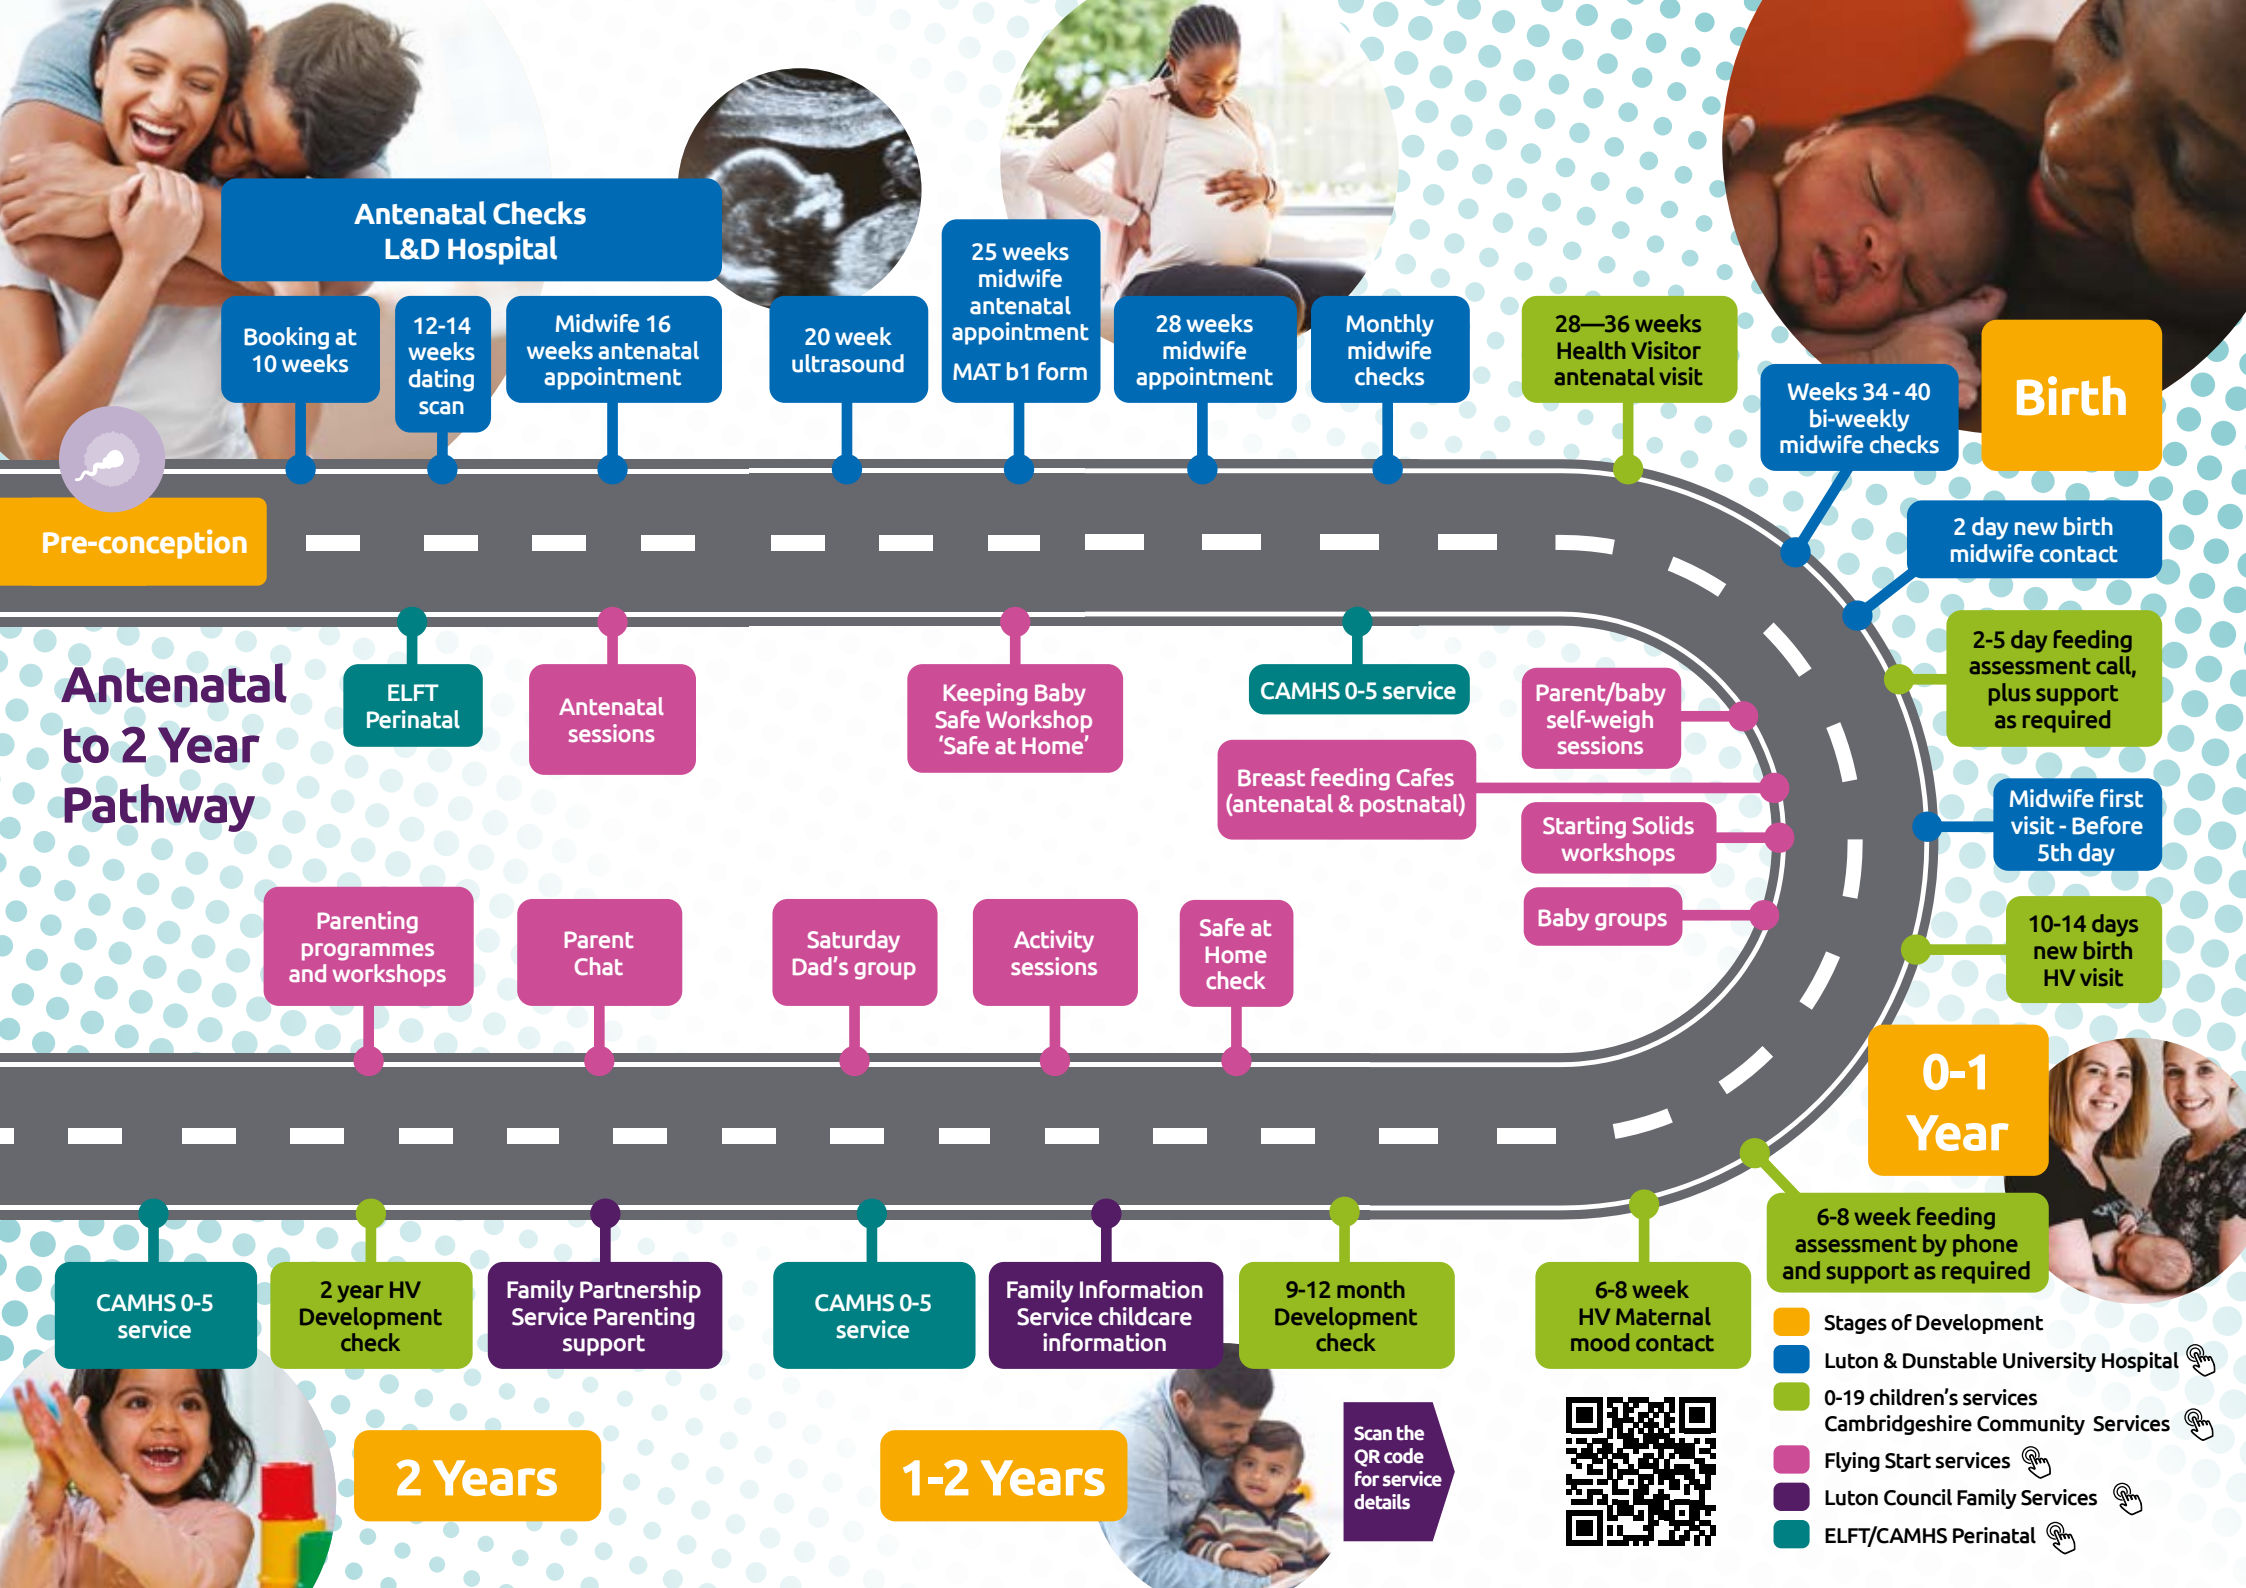 Antenatal Checks
L&D Hospital
Booking at
10 weeks
12-14
weeks
dating
scan
Midwife 16
weeks antenatal
appointment
20 week
ultrasound
25 weeks
midwife
antenatal
appointment
MAT b1 form
28 weeks
midwife
appointment
Monthly
midwife
checks
28—36 weeks
Health Visitor
antenatal visit
Weeks 34 - 40
bi-weekly
midwife checks
Birth
Pre-conception
2 day new birth
midwife contact
2-5 day feeding
assessment call,
plus support
as required
Midwife first
visit - Before
5th day
10-14 days
new birth
HV visit
Antenatal
to 2 Year
Pathway
ELFT
Perinatal
Antenatal
sessions
Keeping Baby
Safe Workshop
‘Safe at Home’
CAMHS 0-5 service
Parent/baby
self-weigh
sessions
Breast feeding Cafes
(antenatal & postnatal)
Starting Solids
workshops
Baby groups
Parenting
programmes
and workshops
Parent
Chat
Saturday
Dad’s group
Activity
sessions
Safe at
Home
check
0-1
Year
6-8 week feeding
assessment by phone
and support as required
CAMHS 0-5
service
2 year HV
Development
check
Family Partnership
Service Parenting
support
CAMHS 0-5
service
Family Information
Service childcare
information
9-12 month
Development
check
6-8 week
HV Maternal
mood contact
2 Years
1-2 Years
Scan the
QR code
for service
details
Stages of Development
Luton & Dunstable University Hospital
0-19 children’s services
Cambridgeshire Community Services
Flying Start services
Luton Council Family Services
ELFT/CAMHS Perinatal